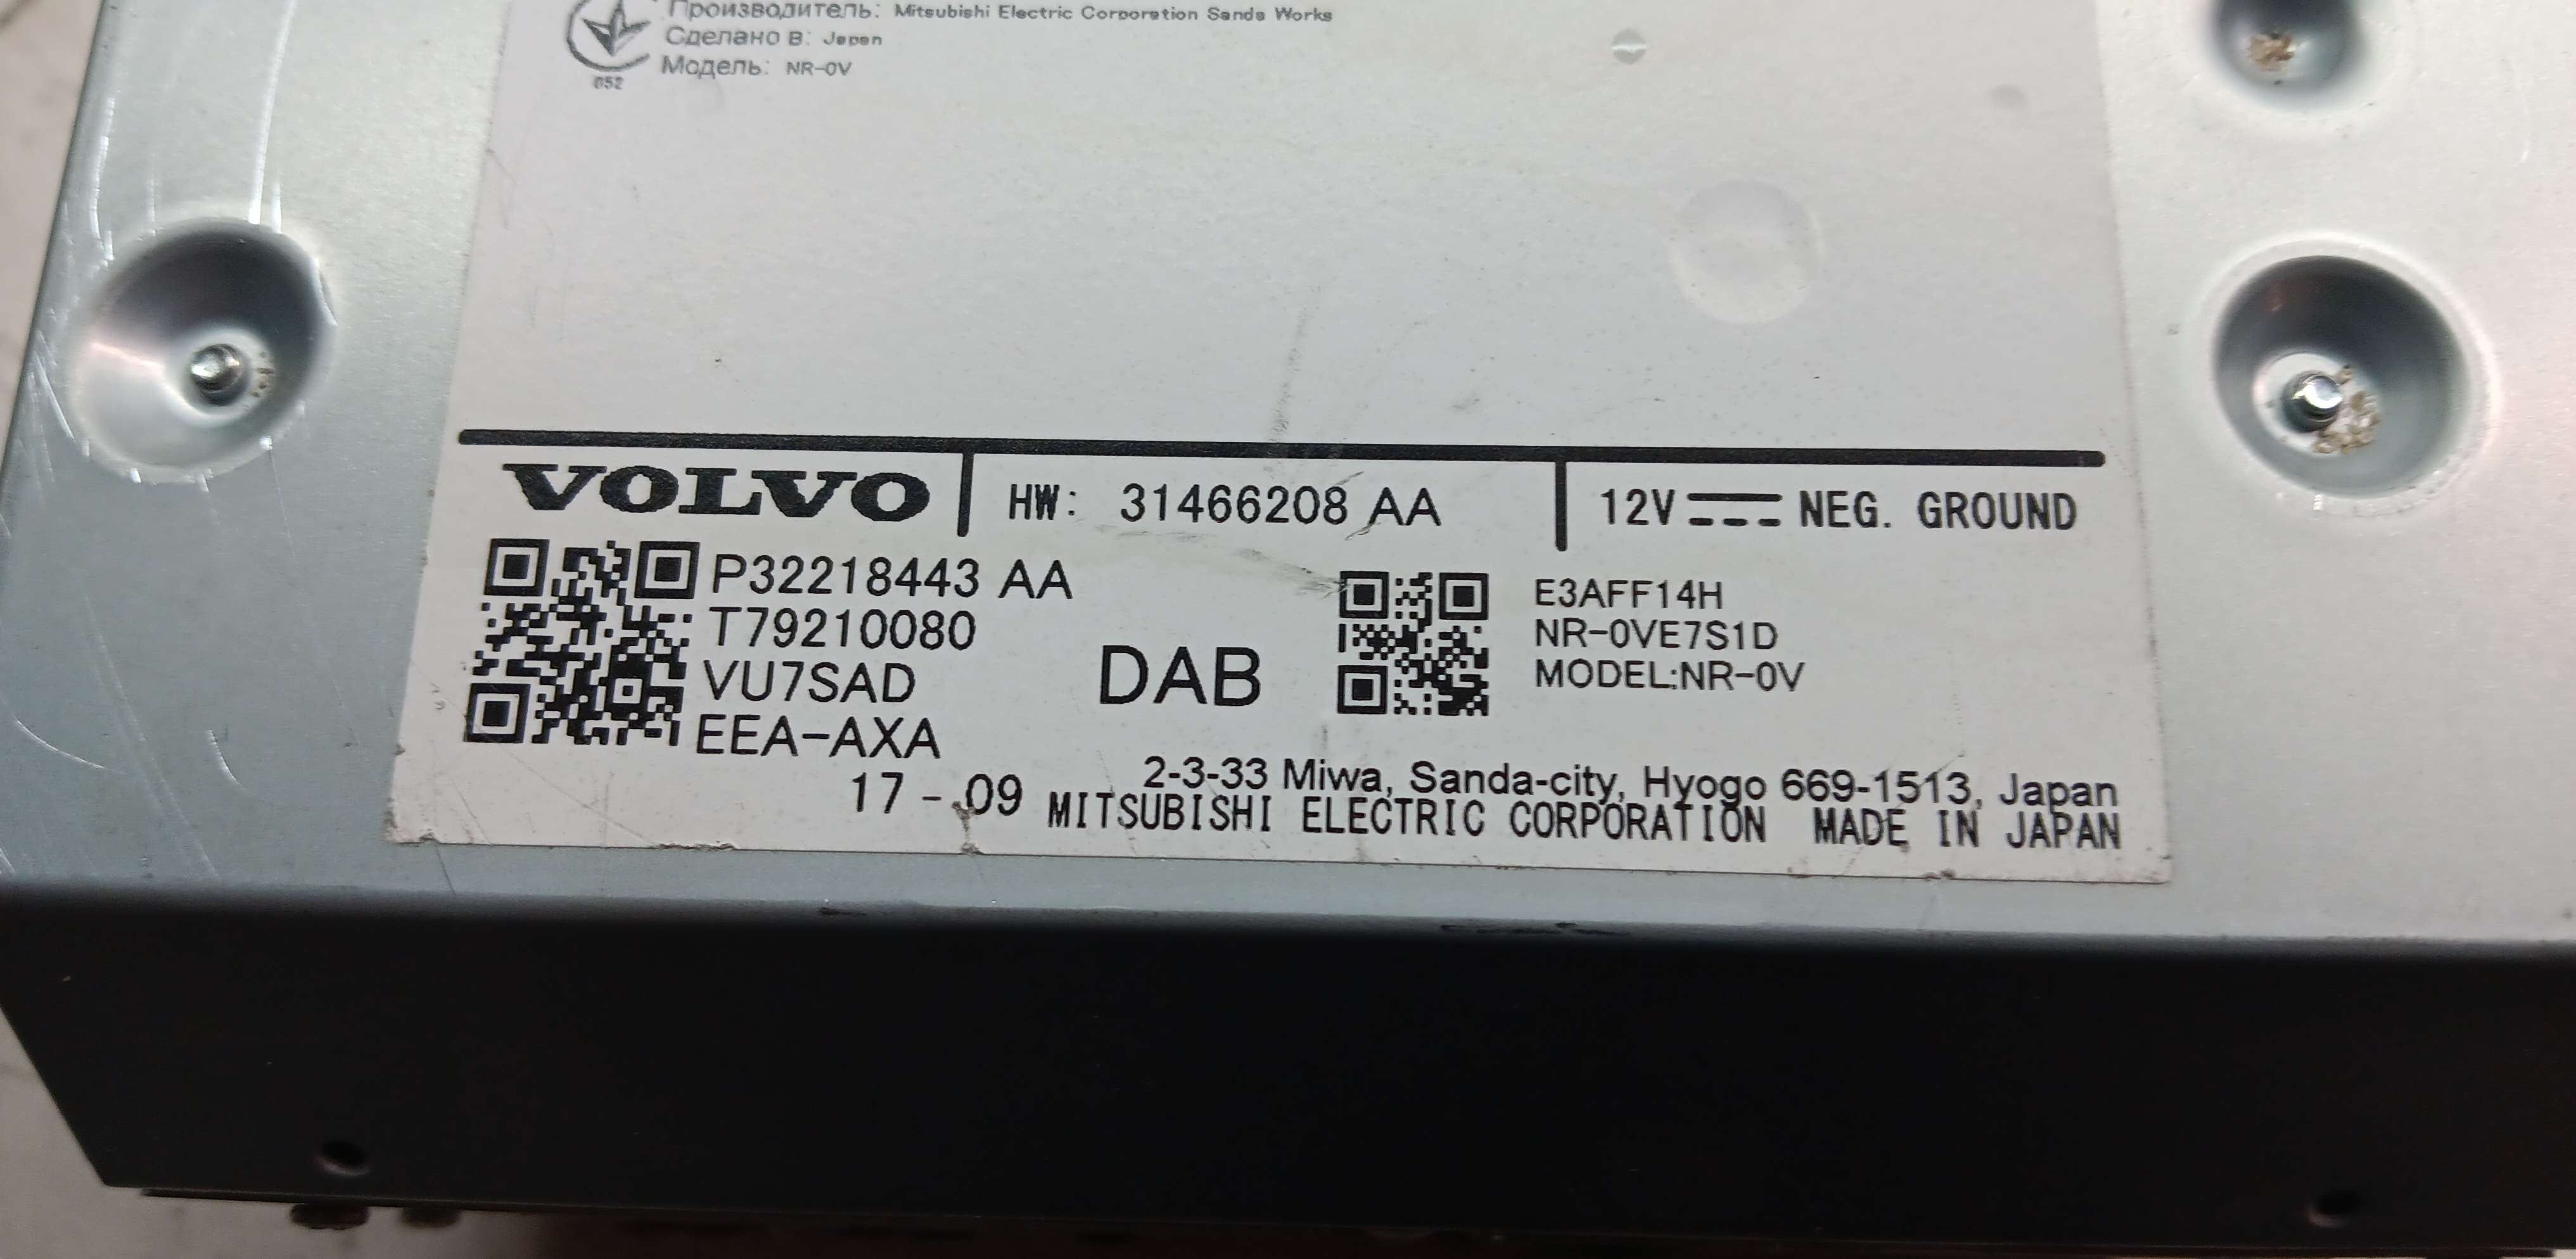 Производитель: Mitsubishi Electric Corporation Sanda Works
Сделано в: Japan
Модель: NR-0V
052
VOLVO
HW: 31466208 AA
12V NEG. GROUND
P32218443 AA
T79210080
VU7SAD
EEA-AXA
DAB
E3AFF14H
NR-0VE7S1D
MODEL:NR-0V
17-09
2-3-33 Miwa, Sanda-city, Hyogo 669-1513, Japan
MITSUBISHI ELECTRIC CORPORATION MADE IN JAPAN